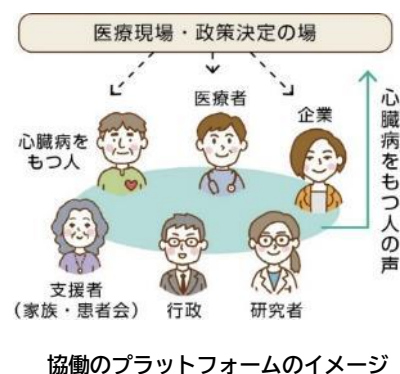 医療現場・政策決定の場
医療者
企業
心臓病を
もつ人
心臓病をもつ人の声
支援者
（家族・患者会）
行政
研究者
協働のプラットフォームのイメージ